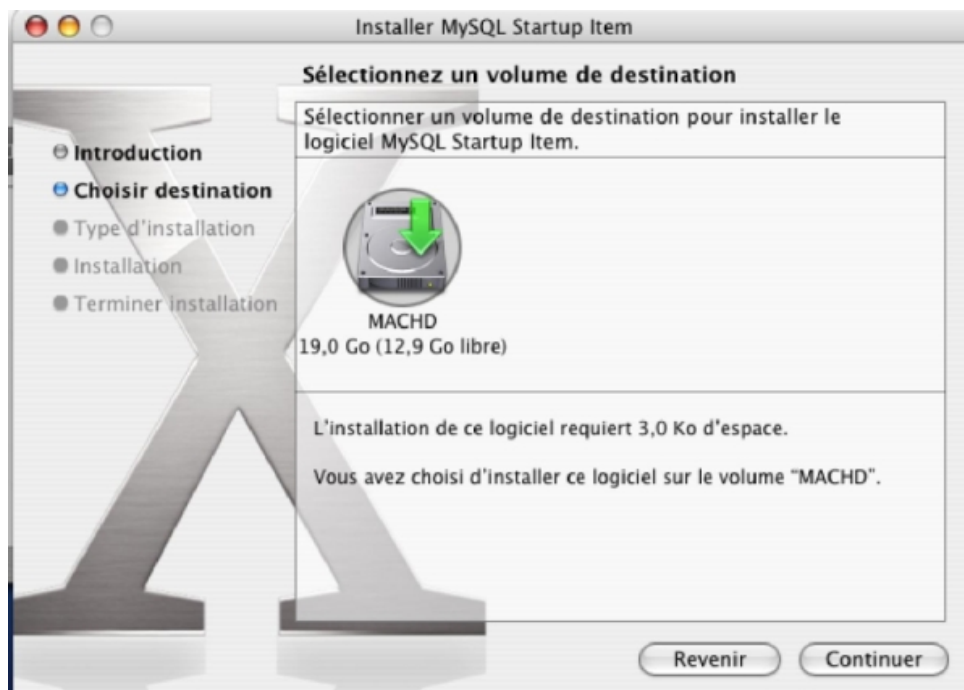 Installer MySQL Startup Item
Sélectionnez un volume de destination
Sélectionner un volume de destination pour installer le
logiciel MySQL Startup Item.
Introduction
Choisir destination
Type d'installation
Installation
Terminer installation
MACHD
19,0 Go (12,9 Go libre)
L'installation de ce logiciel requiert 3,0 Ko d'espace.
Vous avez choisi d'installer ce logiciel sur le volume “MACHD”.
Revenir
Continuer